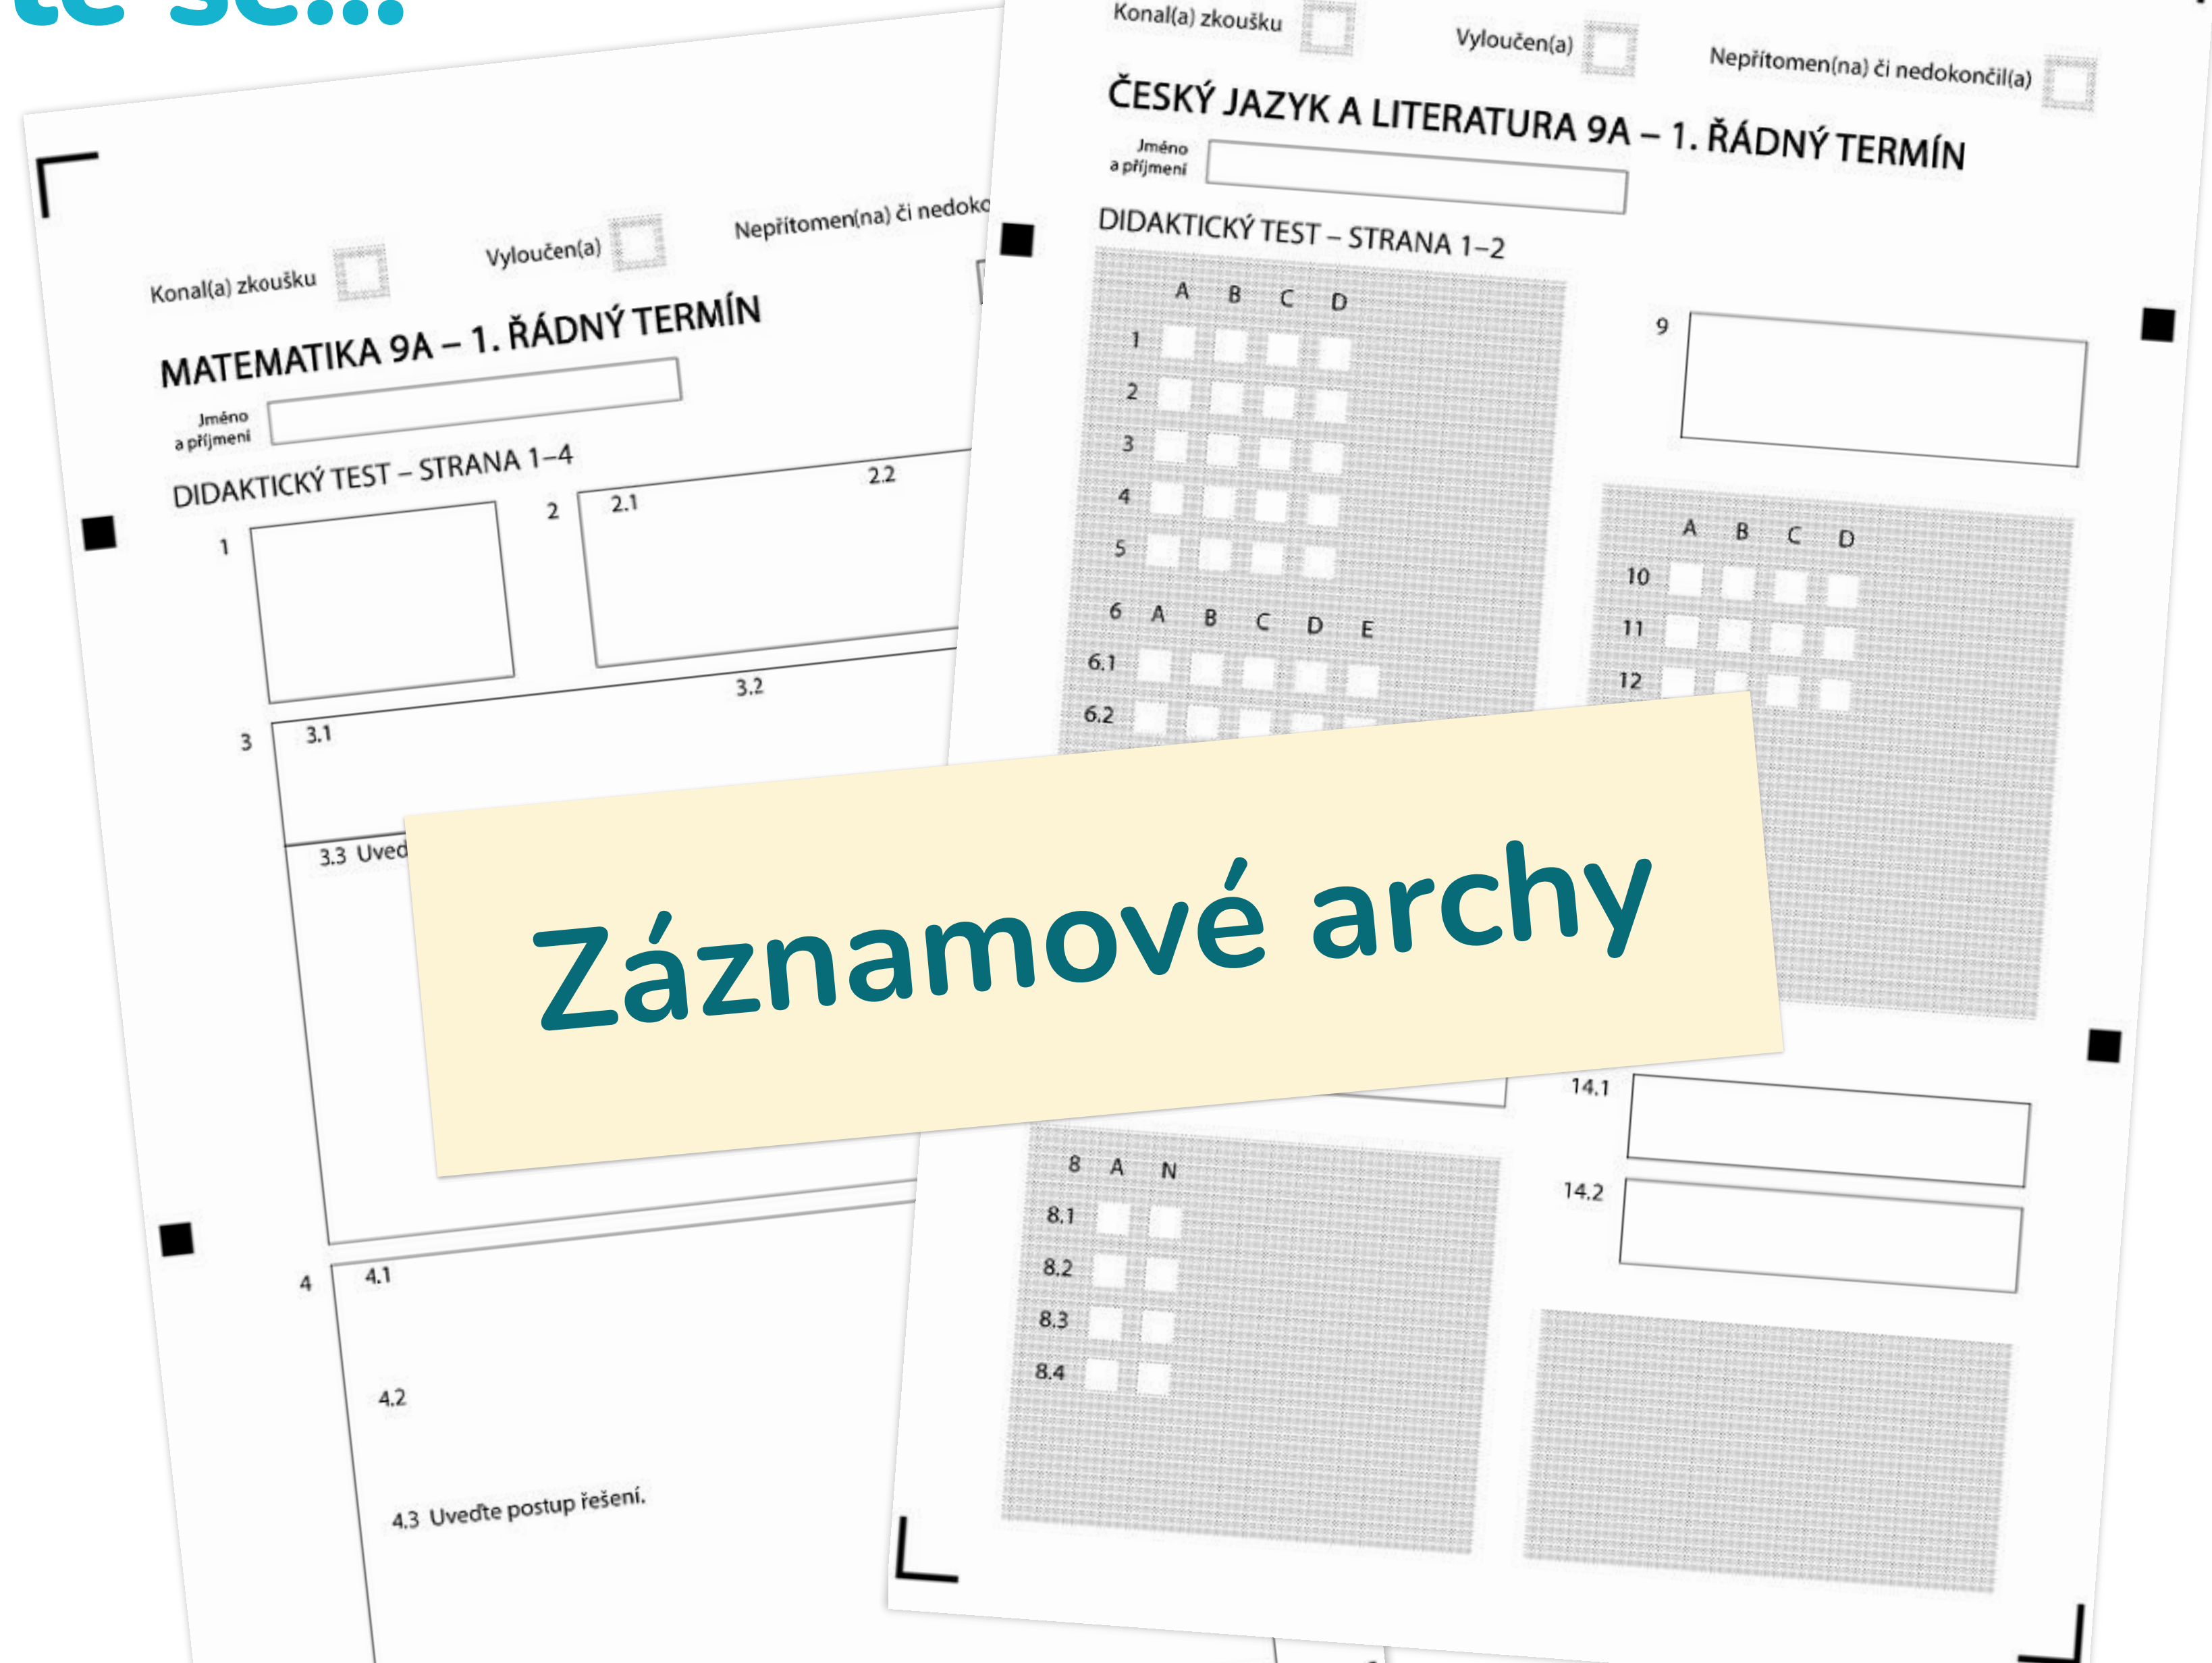 te se...
Konal(a) zkoušku
Vyloučen(a)
Nepřítomen(na) či nedoko
MATEMATIKA 9A – 1. ŘÁDNÝ TERMÍN
Jméno
a příjmení
DIDAKTICKÝ TEST – STRANA 1–4
1
2
2.1
2.2
3
3.1
3.2
3.3 Uved
4
4.1
4.2
4.3 Uveďte postup řešení.
Konal(a) zkoušku
Vyloučen(a)
Nepřítomen(na) či nedokončil(a)
ČESKÝ JAZYK A LITERATURA 9A – 1. ŘÁDNÝ TERMÍN
Jméno
a příjmení
DIDAKTICKÝ TEST – STRANA 1–2
A B C D
1
2
3
4
5
6 A B C D E
6.1
6.2
8 A N
8.1
8.2
8.3
8.4
9
A B C D
10
11
12
14.1
14.2
Záznamové archy